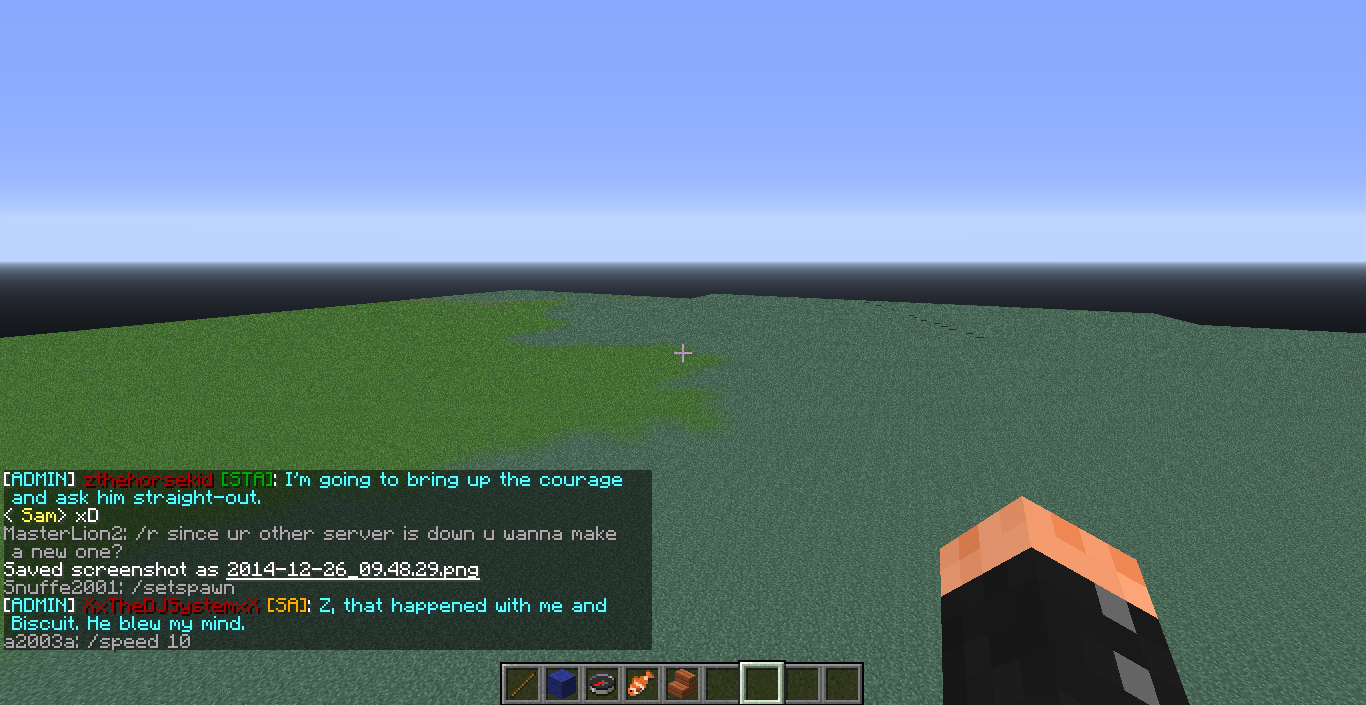 [ADMIN] zthehorsekid [STA]: I'm going to bring up the courage
and ask him straight-out.
< Sam> xD
MasterLion2: /r since ur other server is down u wanna make
a new one?
Saved screenshot as 2014-12-26_09.48.29.png
Snuffe2001: /setspawn
[ADMIN] XxTheDJSystemxX [SA]: Z, that happened with me and
Biscuit. He blew my mind.
a2003a: /speed 10